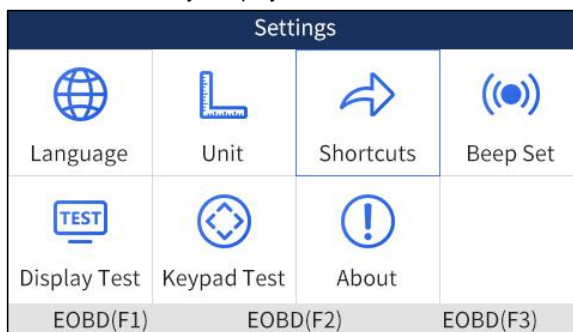 Settings
Language Unit Shortcuts Beep Set
TEST
Display Test Keypad Test About
EOBD(F1) EOBD(F2) EOBD(F3)